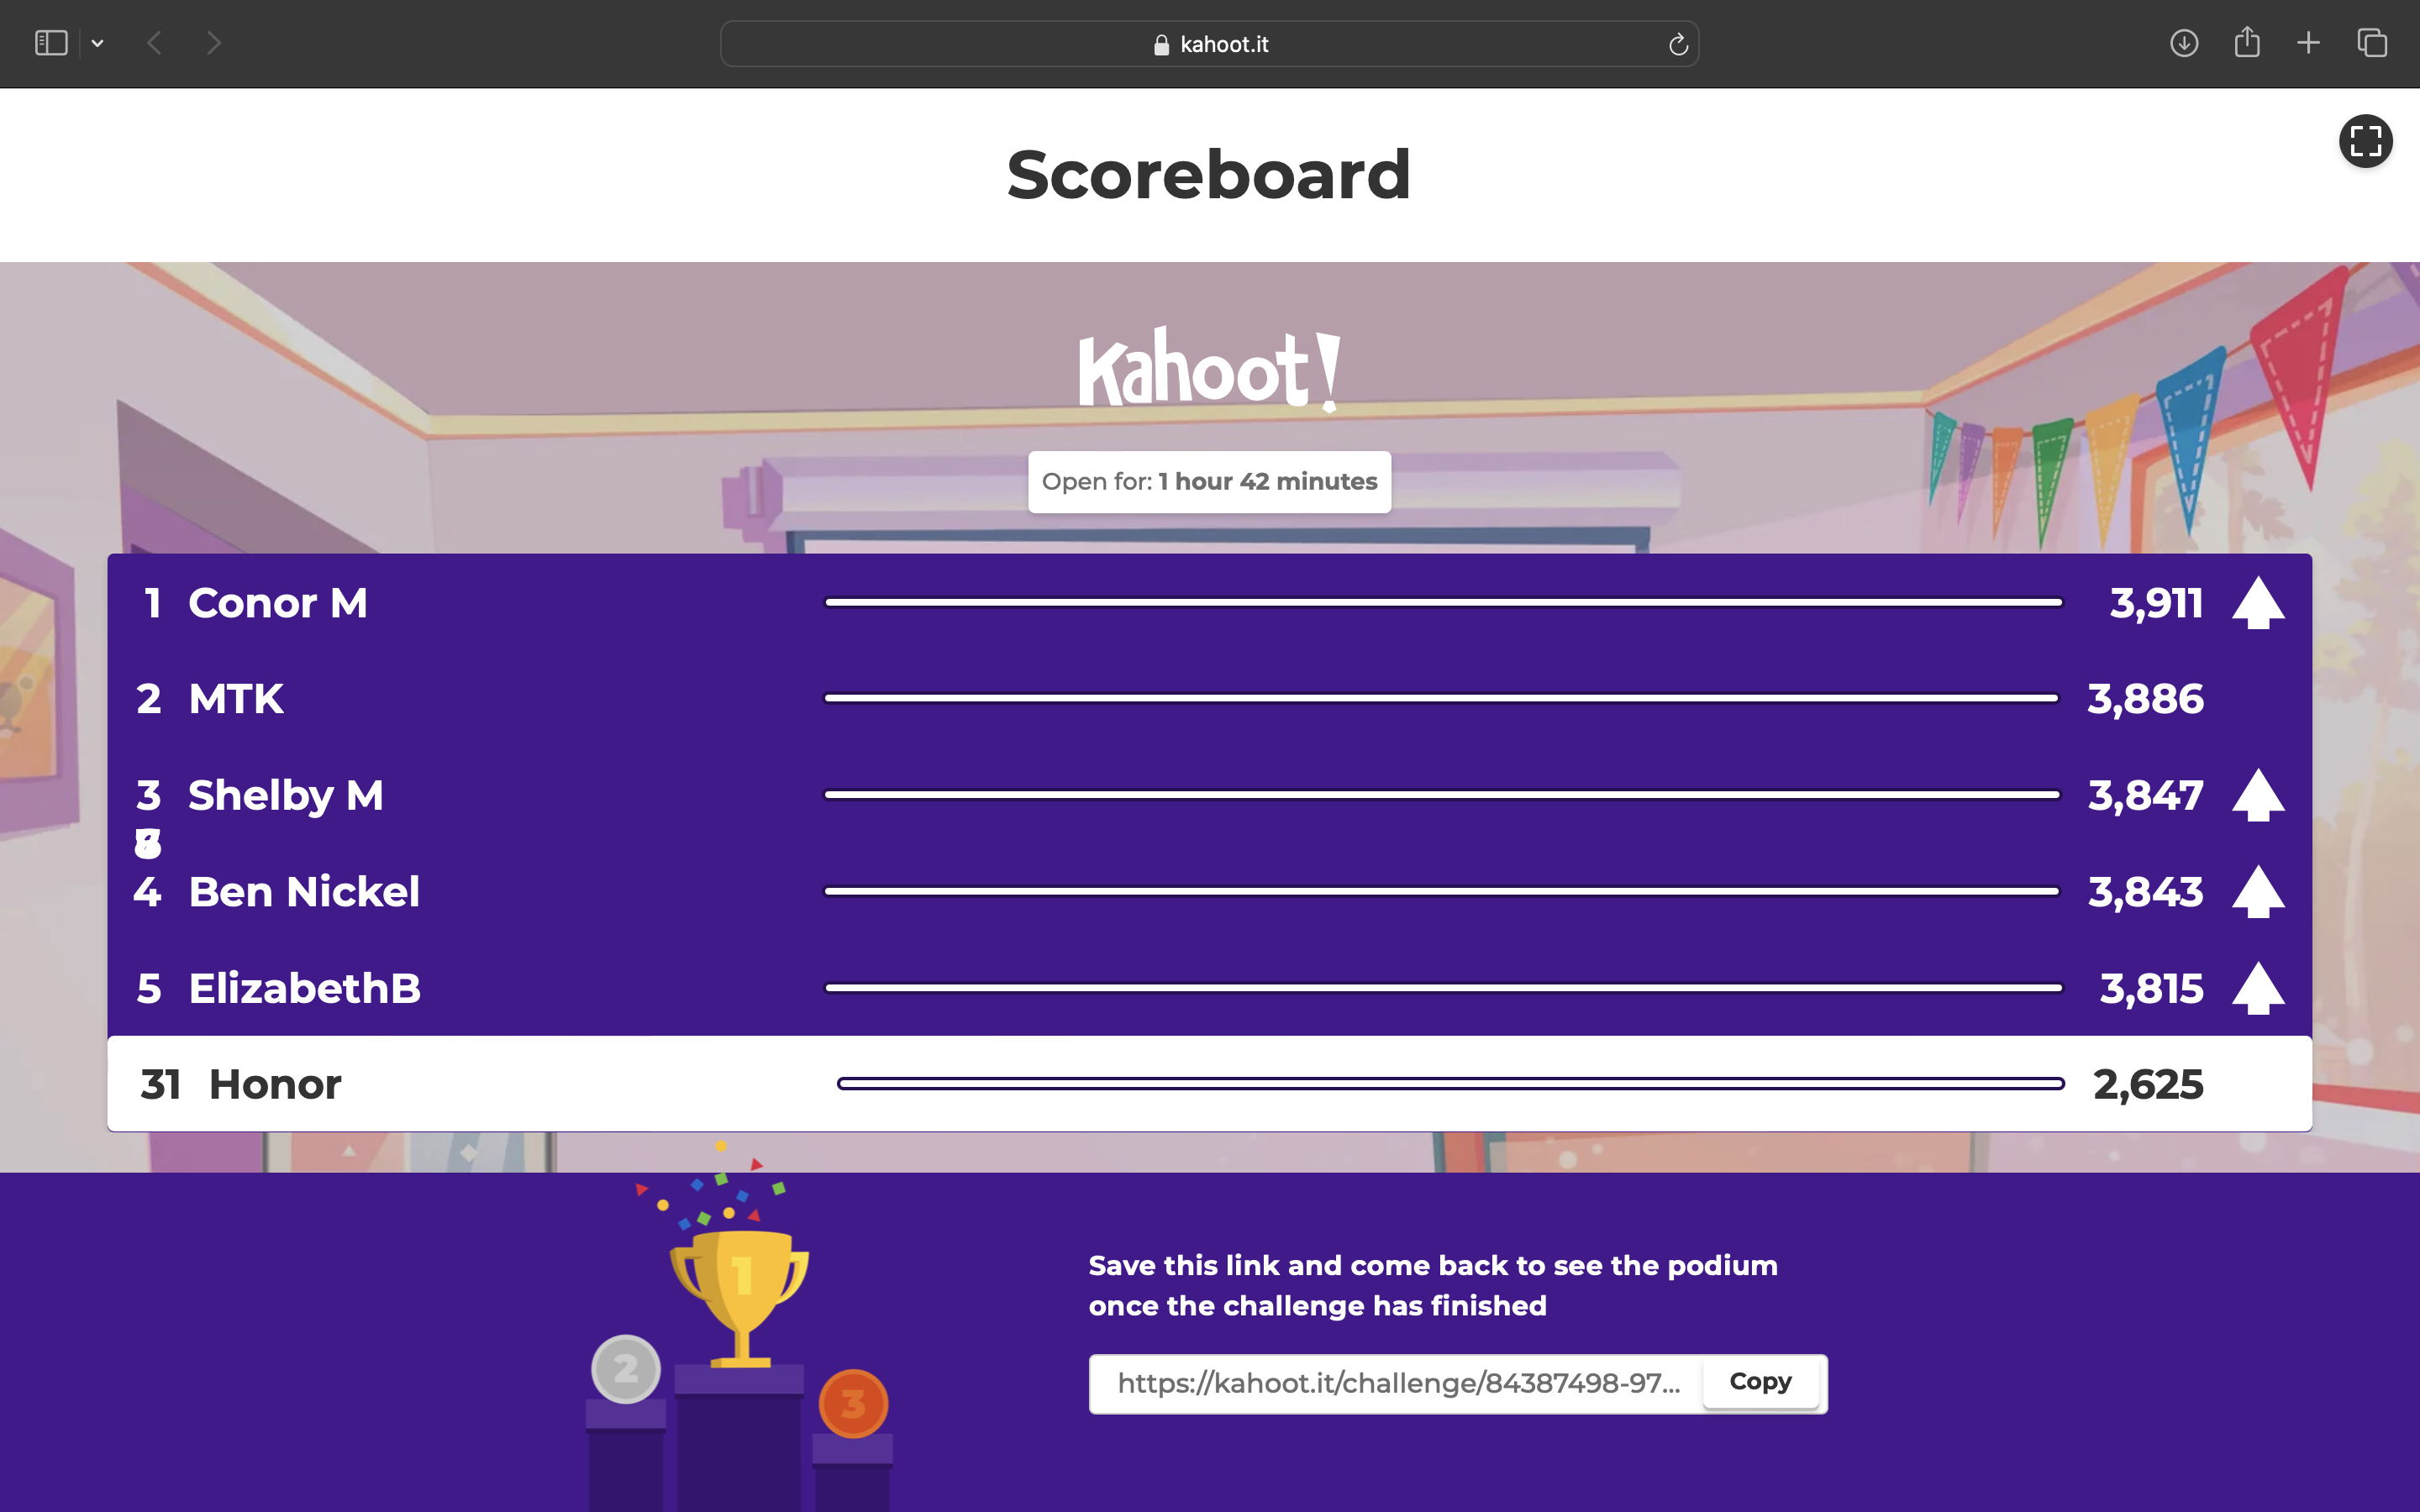 kahoot.it
Scoreboard
Kahoot!
Open for: 1 hour 42 minutes
1 Conor M 3,911
2 MTK 3,886
3 Shelby M 3,847
4 Ben Nickel 3,843
5 ElizabethB 3,815
31 Honor 2,625
1
2
3
Save this link and come back to see the podium
once the challenge has finished
https://kahoot.it/challenge/84387498-97... Copy